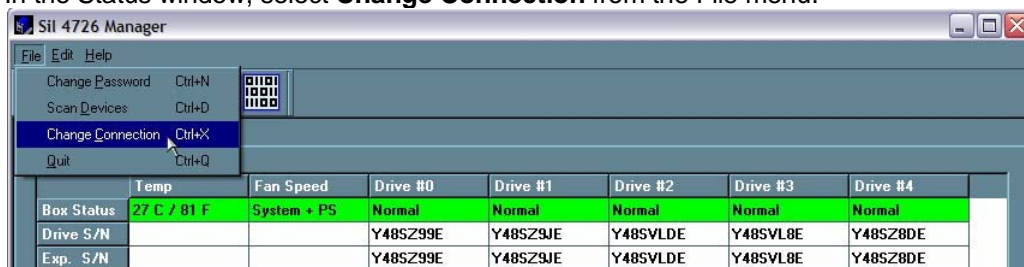 in the Status window, select Change Connection from the File menu.
SiI 4726 Manager
File Edit Help
Change Password Ctrl+N
Scan Devices Ctrl+D
Change Connection Ctrl+X
Quit Ctrl+Q
Temp Fan Speed Drive #0 Drive #1 Drive #2 Drive #3 Drive #4
Box Status 27 C / 81 F System + PS Normal Normal Normal Normal Normal
Drive S/N Y48SZ99E Y48SZ9JE Y48SVLDE Y48SVL8E Y48SZ8DE
Exp. S/N Y48SZ99E Y48SZ9JE Y48SVLDE Y48SVL8E Y48SZ8DE